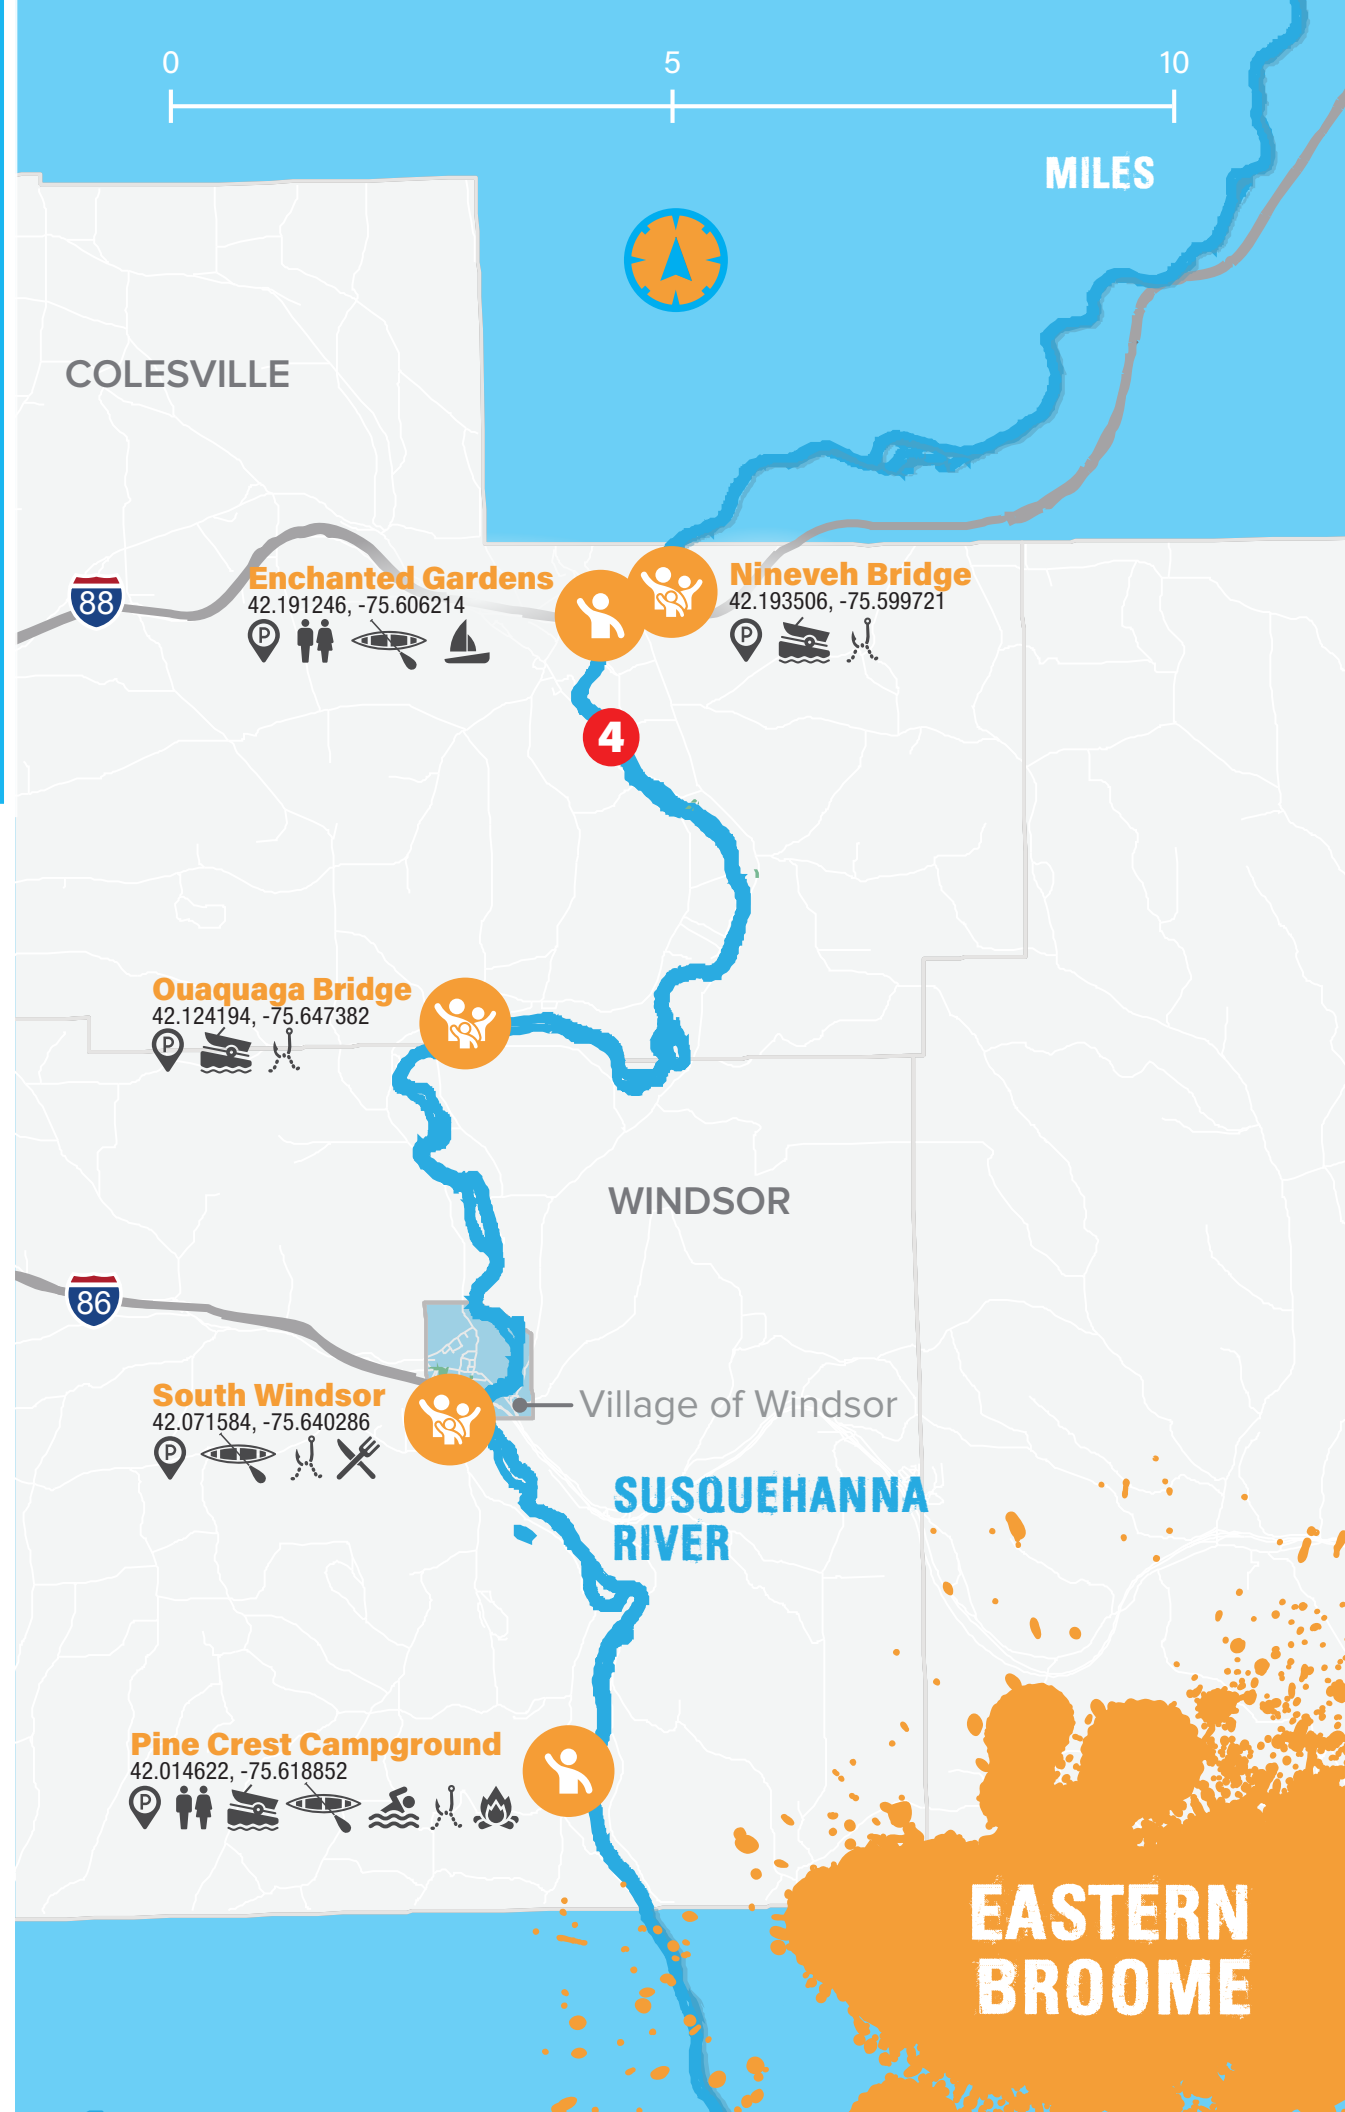 0 5 10
MILES
COLESVILLE
88
Enchanted Gardens
42.191246, -75.606214
P
Nineveh Bridge
42.193506, -75.599721
P
4
Ouaquaga Bridge
42.124194, -75.647382
P
WINDSOR
86
South Windsor
42.071584, -75.640286
P
Village of Windsor
SUSQUEHANNA
RIVER
Pine Crest Campground
42.014622, -75.618852
P
EASTERN
BROOME